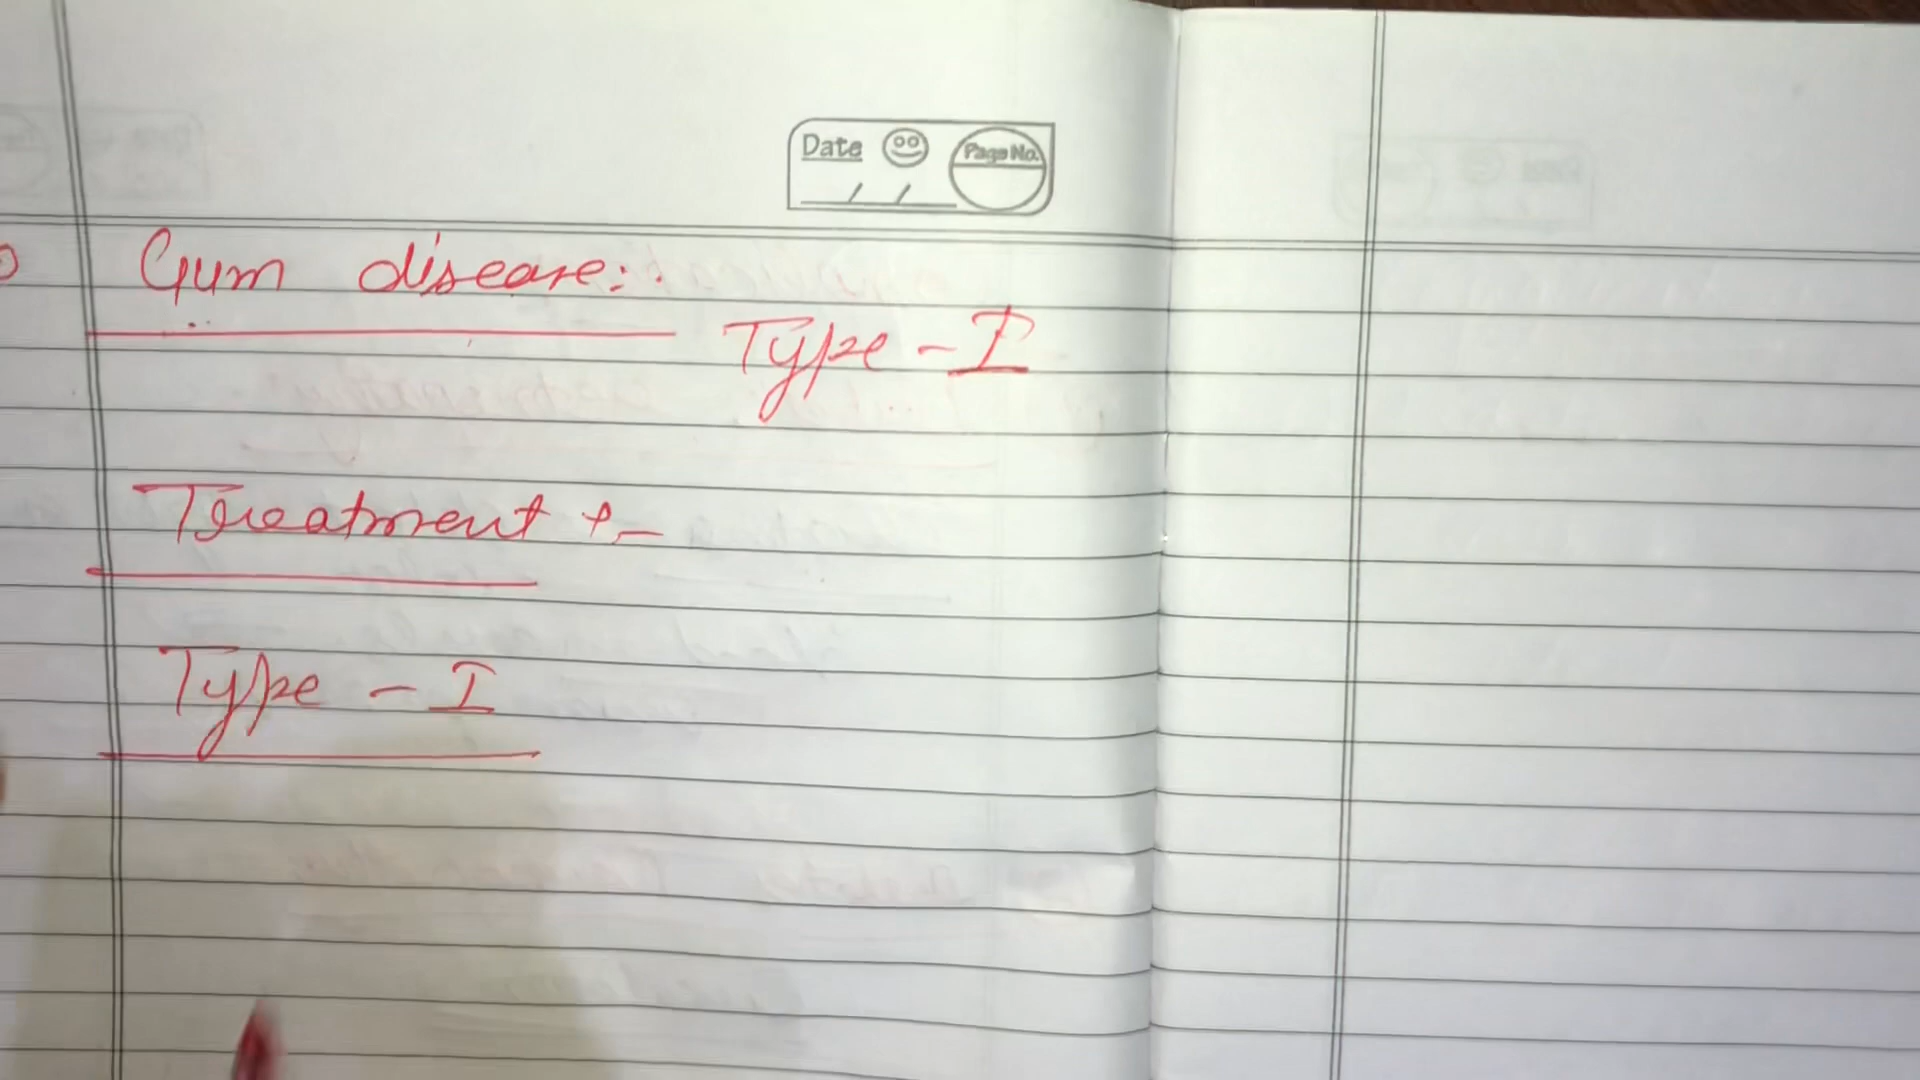 Date Page No.
/ /
Gum disease:-
Type - I
Treatment :-
Type - I